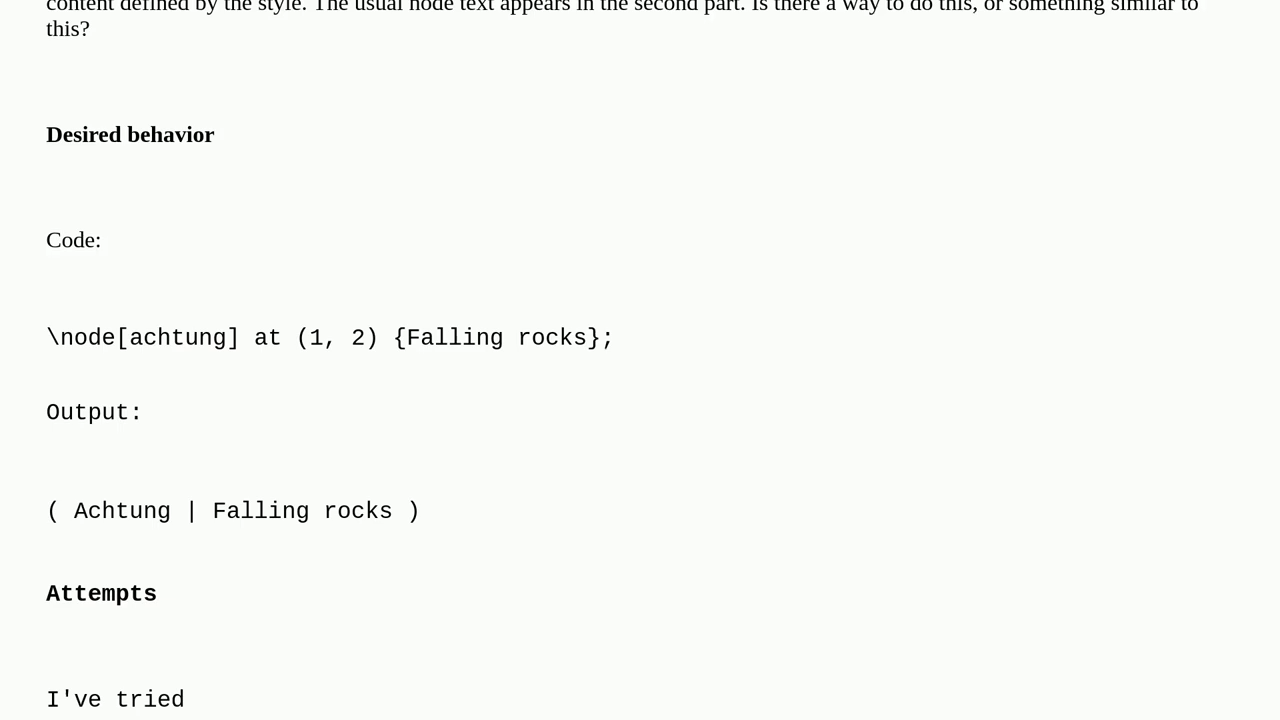 content defined by the style. The usual node text appears in the second part. Is there a way to do this, or something similar to
this?
Desired behavior
Code:
\node[achtung] at (1, 2) {Falling rocks};
Output:
( Achtung | Falling rocks )
Attempts
I've tried